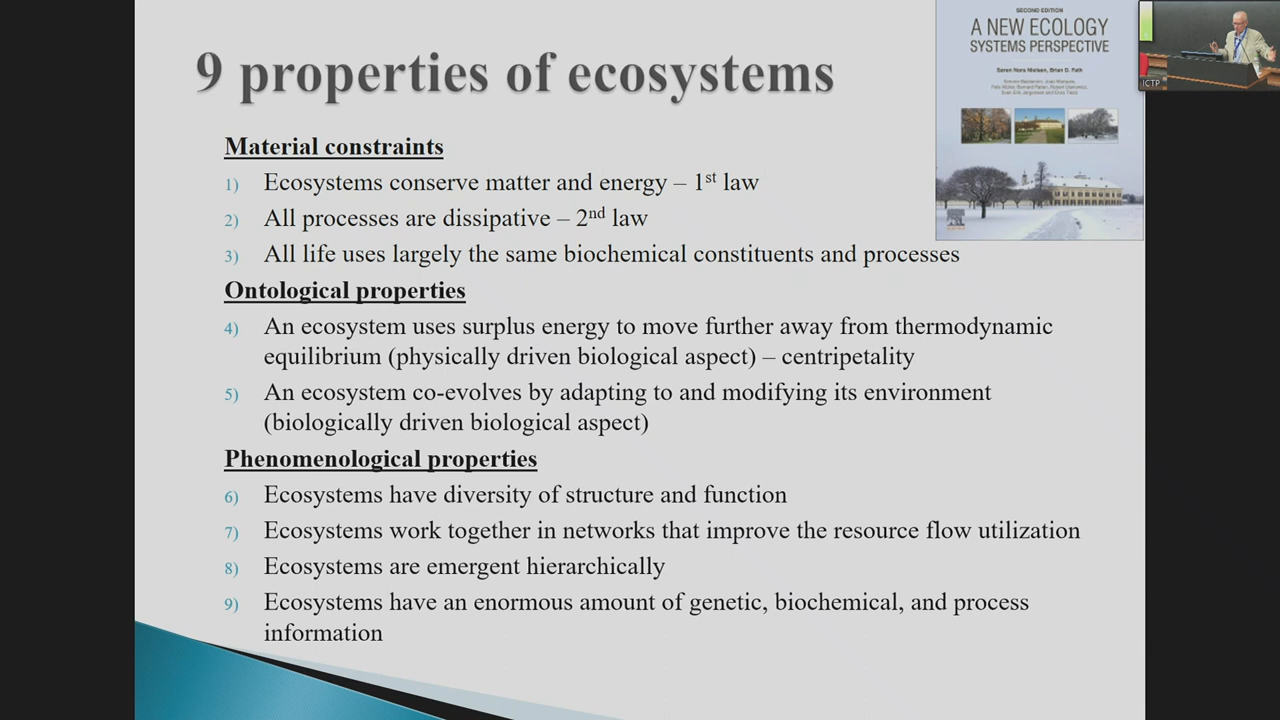 SECOND EDITION
A NEW ECOLOGY
SYSTEMS PERSPECTIVE
Søren Nors Nielsen, Brian D. Fath
ICTP
9 properties of ecosystems
Material constraints
1) Ecosystems conserve matter and energy – 1st law
2) All processes are dissipative – 2nd law
3) All life uses largely the same biochemical constituents and processes
Ontological properties
4) An ecosystem uses surplus energy to move further away from thermodynamic
equilibrium (physically driven biological aspect) – centripetality
5) An ecosystem co-evolves by adapting to and modifying its environment
(biologically driven biological aspect)
Phenomenological properties
6) Ecosystems have diversity of structure and function
7) Ecosystems work together in networks that improve the resource flow utilization
8) Ecosystems are emergent hierarchically
9) Ecosystems have an enormous amount of genetic, biochemical, and process
information